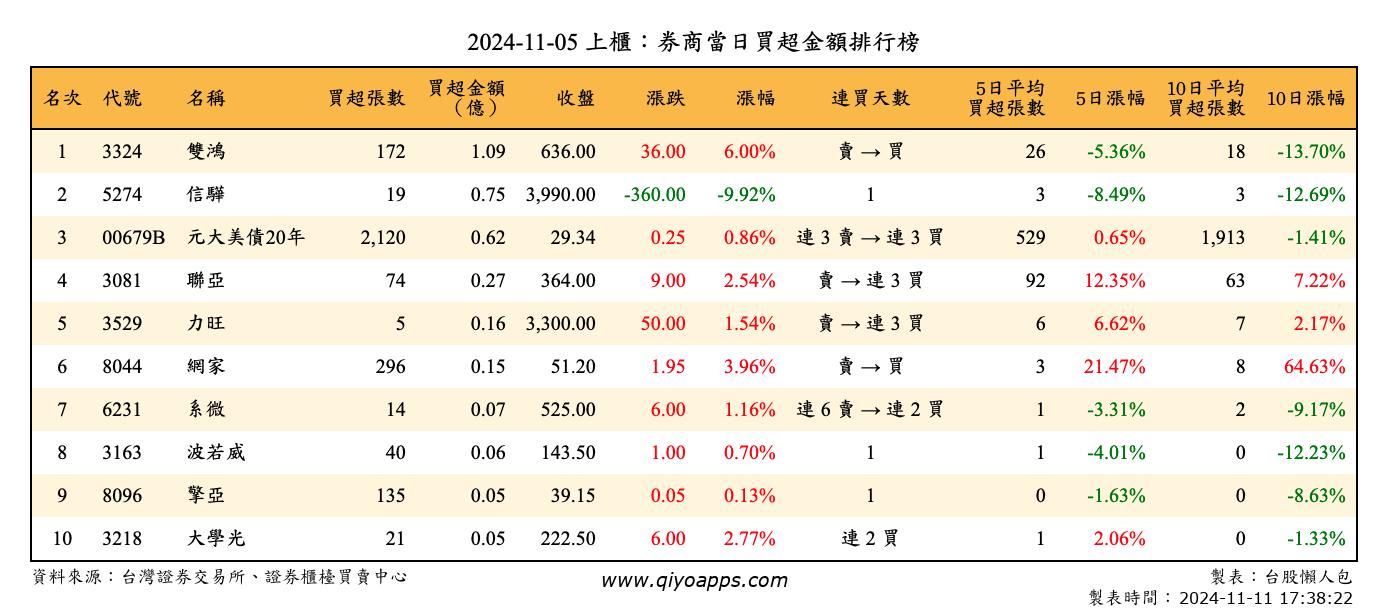 2024-11-05 上櫃：券商當日買超金額排行榜
名次 代號 名稱 買超張數 買超金額（億） 收盤 漲跌 漲幅 連買天數 5日平均買超張數 5日漲幅 10日平均買超張數 10日漲幅
1 3324 雙鴻 172 1.09 636.00 36.00 6.00% 賣 → 買 26 -5.36% 18 -13.70%
2 5274 信驊 19 0.75 3,990.00 -360.00 -9.92% 1 3 -8.49% 3 -12.69%
3 00679B 元大美債20年 2,120 0.62 29.34 0.25 0.86% 連 3 賣 → 連 3 買 529 0.65% 1,913 -1.41%
4 3081 聯亞 74 0.27 364.00 9.00 2.54% 賣 → 連 3 買 92 12.35% 63 7.22%
5 3529 力旺 5 0.16 3,300.00 50.00 1.54% 賣 → 連 3 買 6 6.62% 7 2.17%
6 8044 網家 296 0.15 51.20 1.95 3.96% 賣 → 買 3 21.47% 8 64.63%
7 6231 系微 14 0.07 525.00 6.00 1.16% 連 6 賣 → 連 2 買 1 -3.31% 2 -9.17%
8 3163 波若威 40 0.06 143.50 1.00 0.70% 1 1 -4.01% 0 -12.23%
9 8096 擎亞 135 0.05 39.15 0.05 0.13% 1 0 -1.63% 0 -8.63%
10 3218 大學光 21 0.05 222.50 6.00 2.77% 連 2 買 1 2.06% 0 -1.33%
資料來源：台灣證券交易所、證券櫃檯買賣中心 www.qiyoapps.com 製表：台股懶人包
製表時間：2024-11-11 17:38:22